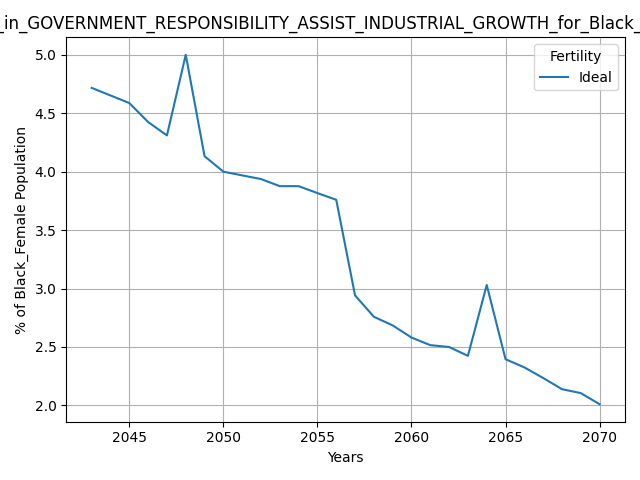 _in_GOVERNMENT_RESPONSIBILITY_ASSIST_INDUSTRIAL_GROWTH_for_Black_
Fertility
Ideal
% of Black_Female Population
5.0
4.5
4.0
3.5
3.0
2.5
2.0
2045 2050 2055 2060 2065 2070
Years